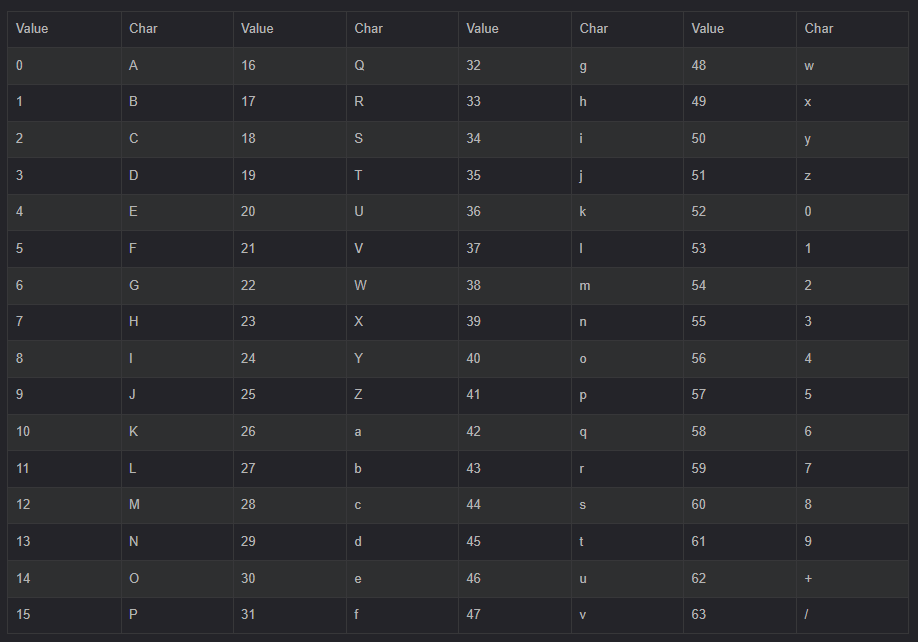 Value Char Value Char Value Char Value Char
0 A 16 Q 32 g 48 w
1 B 17 R 33 h 49 x
2 C 18 S 34 i 50 y
3 D 19 T 35 j 51 z
4 E 20 U 36 k 52 0
5 F 21 V 37 l 53 1
6 G 22 W 38 m 54 2
7 H 23 X 39 n 55 3
8 I 24 Y 40 o 56 4
9 J 25 Z 41 p 57 5
10 K 26 a 42 q 58 6
11 L 27 b 43 r 59 7
12 M 28 c 44 s 60 8
13 N 29 d 45 t 61 9
14 O 30 e 46 u 62 +
15 P 31 f 47 v 63 /